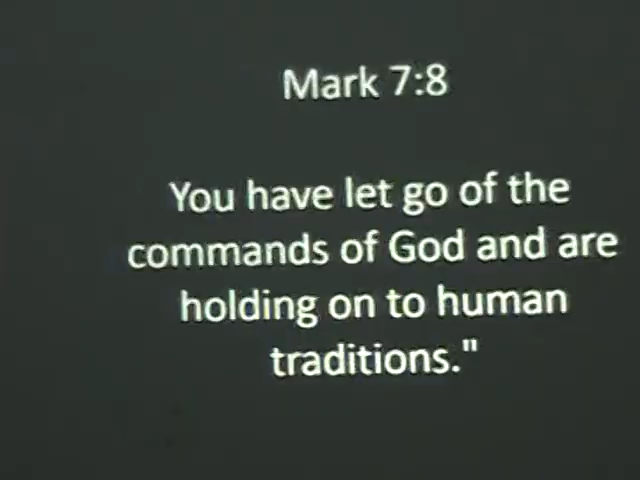 Mark 7:8
You have let go of the
commands of God and are
holding on to human
traditions."